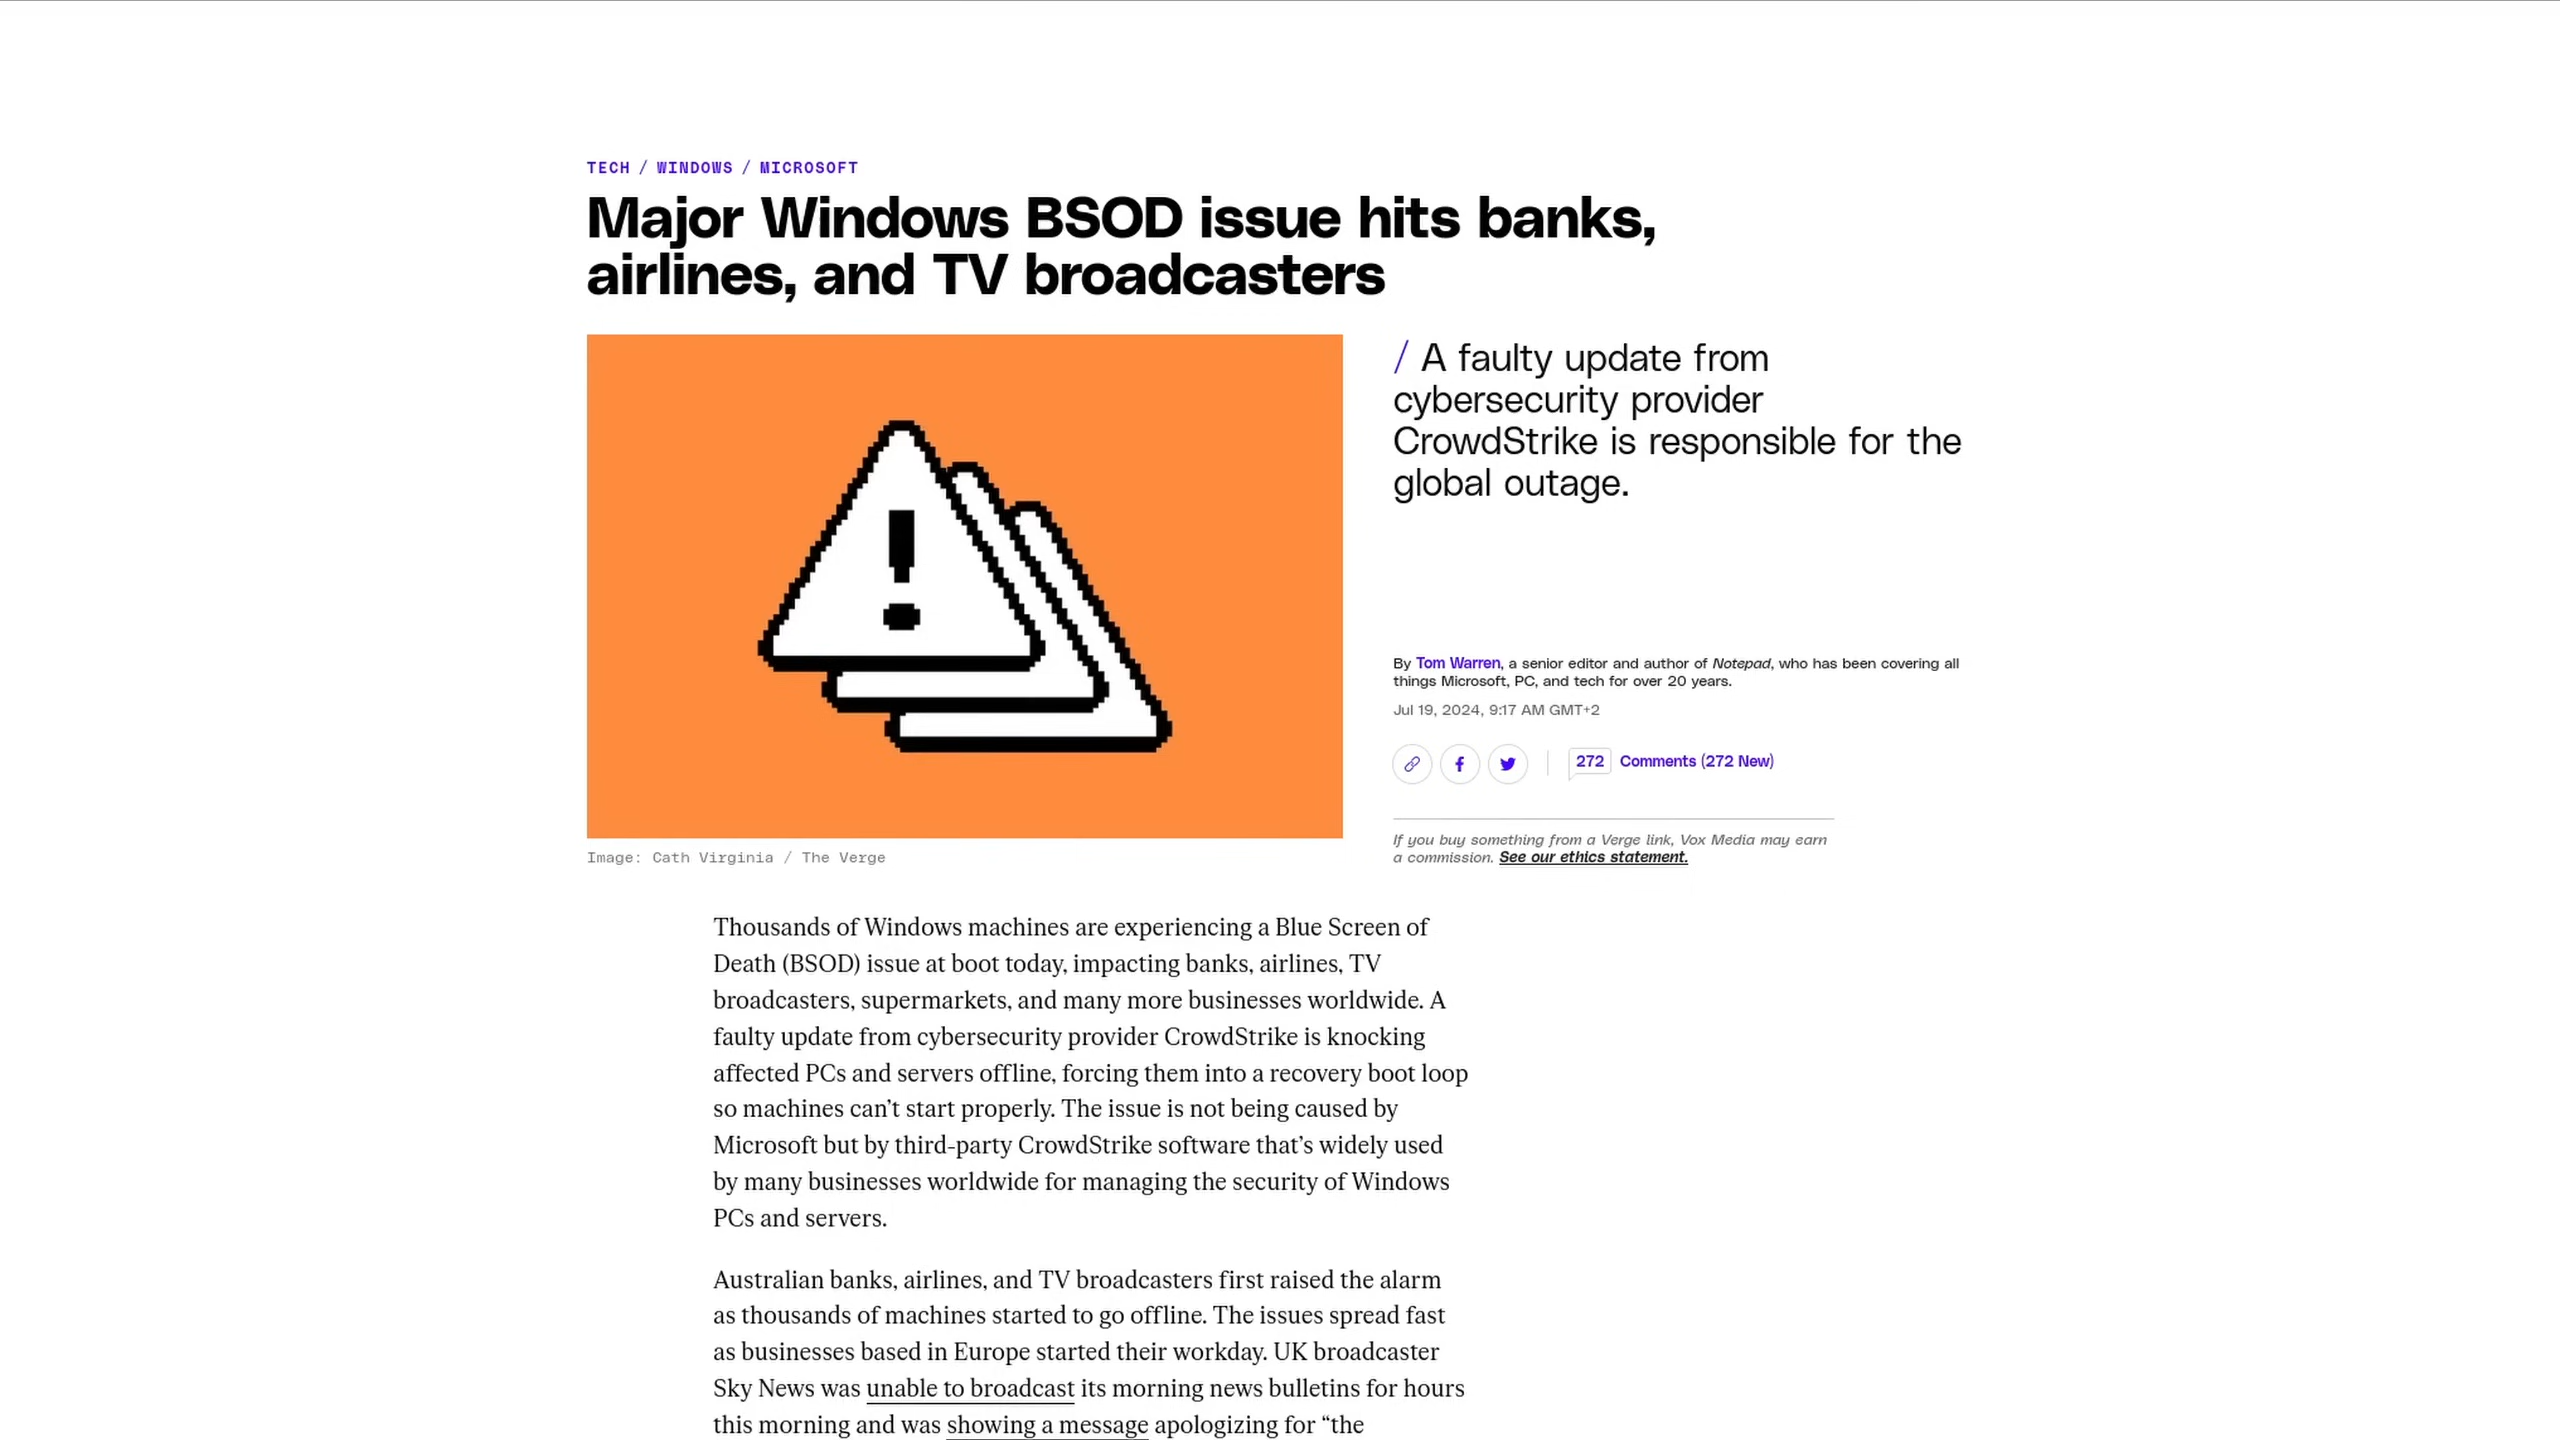 TECH / WINDOWS / MICROSOFT
Major Windows BSOD issue hits banks,
airlines, and TV broadcasters
!
/ A faulty update from
cybersecurity provider
CrowdStrike is responsible for the
global outage.
By Tom Warren, a senior editor and author of Notepad, who has been covering all
things Microsoft, PC, and tech for over 20 years.
Jul 19, 2024, 9:17 AM GMT+2
272 Comments (272 New)
If you buy something from a Verge link, Vox Media may earn
a commission. See our ethics statement.
Image: Cath Virginia / The Verge
Thousands of Windows machines are experiencing a Blue Screen of
Death (BSOD) issue at boot today, impacting banks, airlines, TV
broadcasters, supermarkets, and many more businesses worldwide. A
faulty update from cybersecurity provider CrowdStrike is knocking
affected PCs and servers offline, forcing them into a recovery boot loop
so machines can’t start properly. The issue is not being caused by
Microsoft but by third-party CrowdStrike software that’s widely used
by many businesses worldwide for managing the security of Windows
PCs and servers.
Australian banks, airlines, and TV broadcasters first raised the alarm
as thousands of machines started to go offline. The issues spread fast
as businesses based in Europe started their workday. UK broadcaster
Sky News was unable to broadcast its morning news bulletins for hours
this morning and was showing a message apologizing for “the